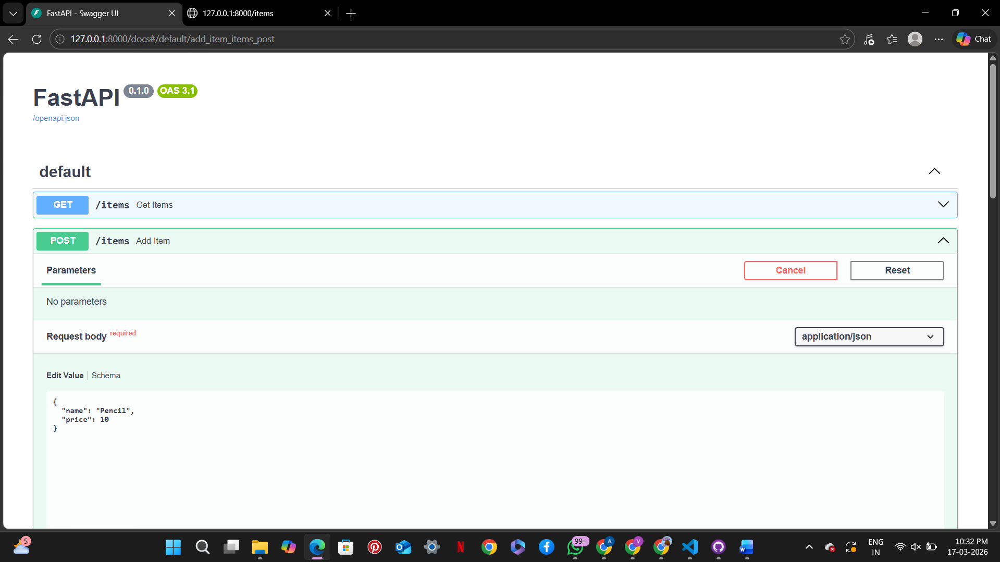 FastAPI - Swagger UI
127.0.0.1:8000/items
127.0.0.1:8000/docs#/default/add_item_items_post
Chat
FastAPI 0.1.0 OAS 3.1
/openapi.json
default
GET /items Get Items
POST /items Add Item
Parameters
Cancel
Reset
No parameters
Request body required
application/json
Edit Value
Schema
{
"name": "Pencil",
"price": 10
}
5
99+
A
V
ENG
IN
10:32 PM
17-03-2026